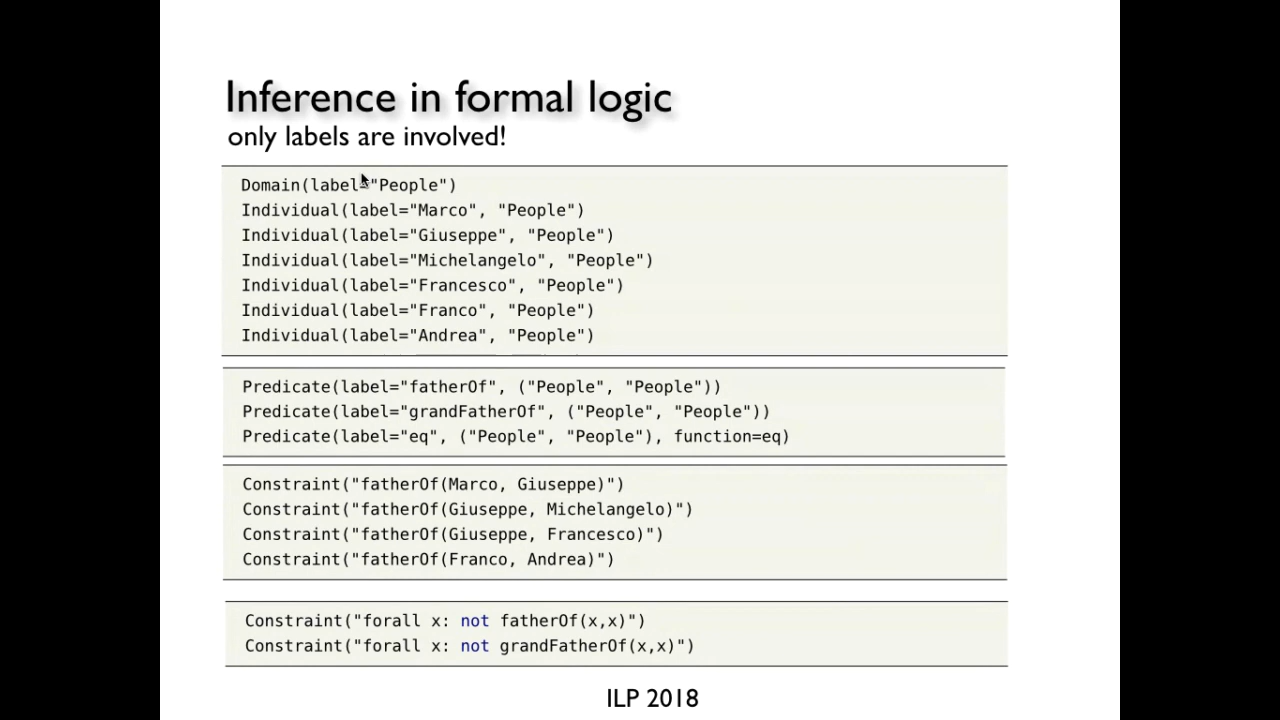 Inference in formal logic
only labels are involved!
Domain(label="People")
Individual(label="Marco", "People")
Individual(label="Giuseppe", "People")
Individual(label="Michelangelo", "People")
Individual(label="Francesco", "People")
Individual(label="Franco", "People")
Individual(label="Andrea", "People")
Predicate(label="fatherOf", ("People", "People"))
Predicate(label="grandFatherOf", ("People", "People"))
Predicate(label="eq", ("People", "People"), function=eq)
Constraint("fatherOf(Marco, Giuseppe)")
Constraint("fatherOf(Giuseppe, Michelangelo)")
Constraint("fatherOf(Giuseppe, Francesco)")
Constraint("fatherOf(Franco, Andrea)")
Constraint("forall x: not fatherOf(x,x)")
Constraint("forall x: not grandFatherOf(x,x)")
ILP 2018